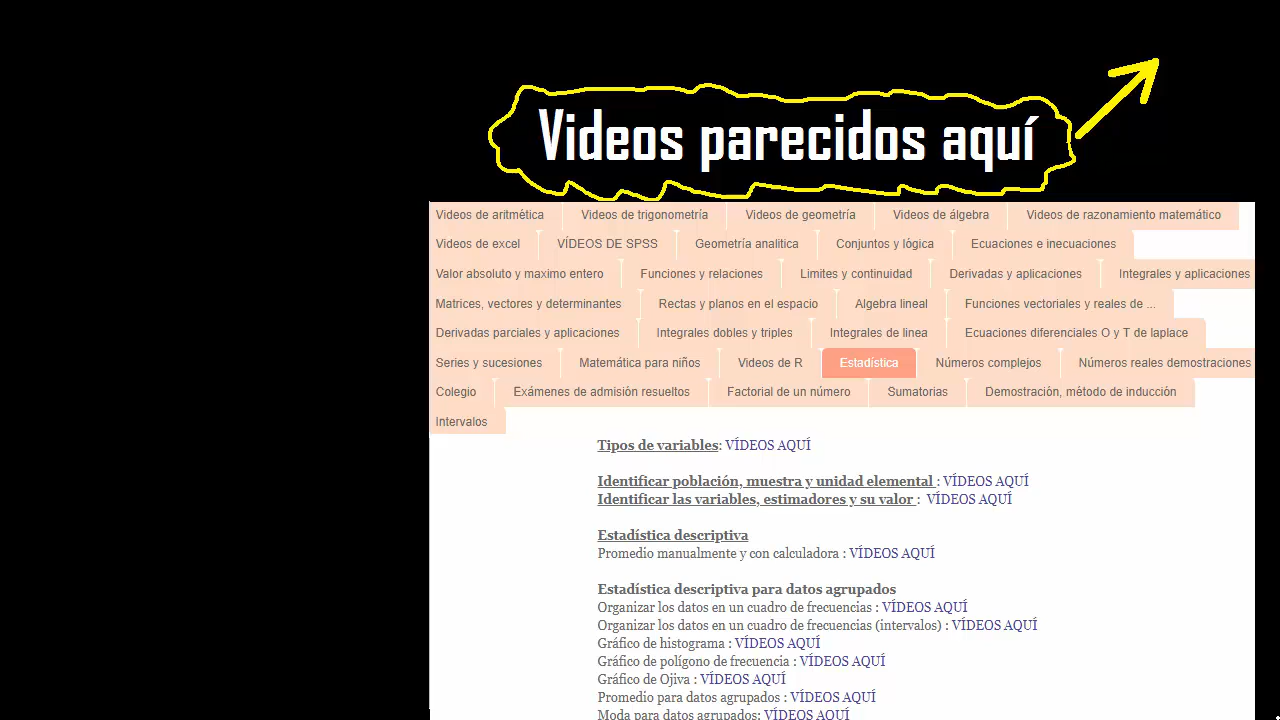 Videos parecidos aquí
Videos de aritmética Videos de trigonometría Videos de geometría Videos de álgebra Videos de razonamiento matemático
Videos de excel VÍDEOS DE SPSS Geometría analitica Conjuntos y lógica Ecuaciones e inecuaciones
Valor absoluto y maximo entero Funciones y relaciones Limites y continuidad Derivadas y aplicaciones Integrales y aplicaciones
Matrices, vectores y determinantes Rectas y planos en el espacio Algebra lineal Funciones vectoriales y reales de ...
Derivadas parciales y aplicaciones Integrales dobles y triples Integrales de linea Ecuaciones diferenciales O y T de laplace
Series y sucesiones Matemática para niños Videos de R Estadística Números complejos Números reales demostraciones
Colegio Exámenes de admisión resueltos Factorial de un número Sumatorias Demostración, método de inducción
Intervalos
Tipos de variables: VÍDEOS AQUÍ
Identificar población, muestra y unidad elemental : VÍDEOS AQUÍ
Identificar las variables, estimadores y su valor : VÍDEOS AQUÍ
Estadística descriptiva
Promedio manualmente y con calculadora : VÍDEOS AQUÍ
Estadística descriptiva para datos agrupados
Organizar los datos en un cuadro de frecuencias : VÍDEOS AQUÍ
Organizar los datos en un cuadro de frecuencias (intervalos) : VÍDEOS AQUÍ
Gráfico de histograma : VÍDEOS AQUÍ
Gráfico de polígono de frecuencia : VÍDEOS AQUÍ
Gráfico de Ojiva : VÍDEOS AQUÍ
Promedio para datos agrupados : VÍDEOS AQUÍ
Moda para datos agrupados: VÍDEOS AQUÍ